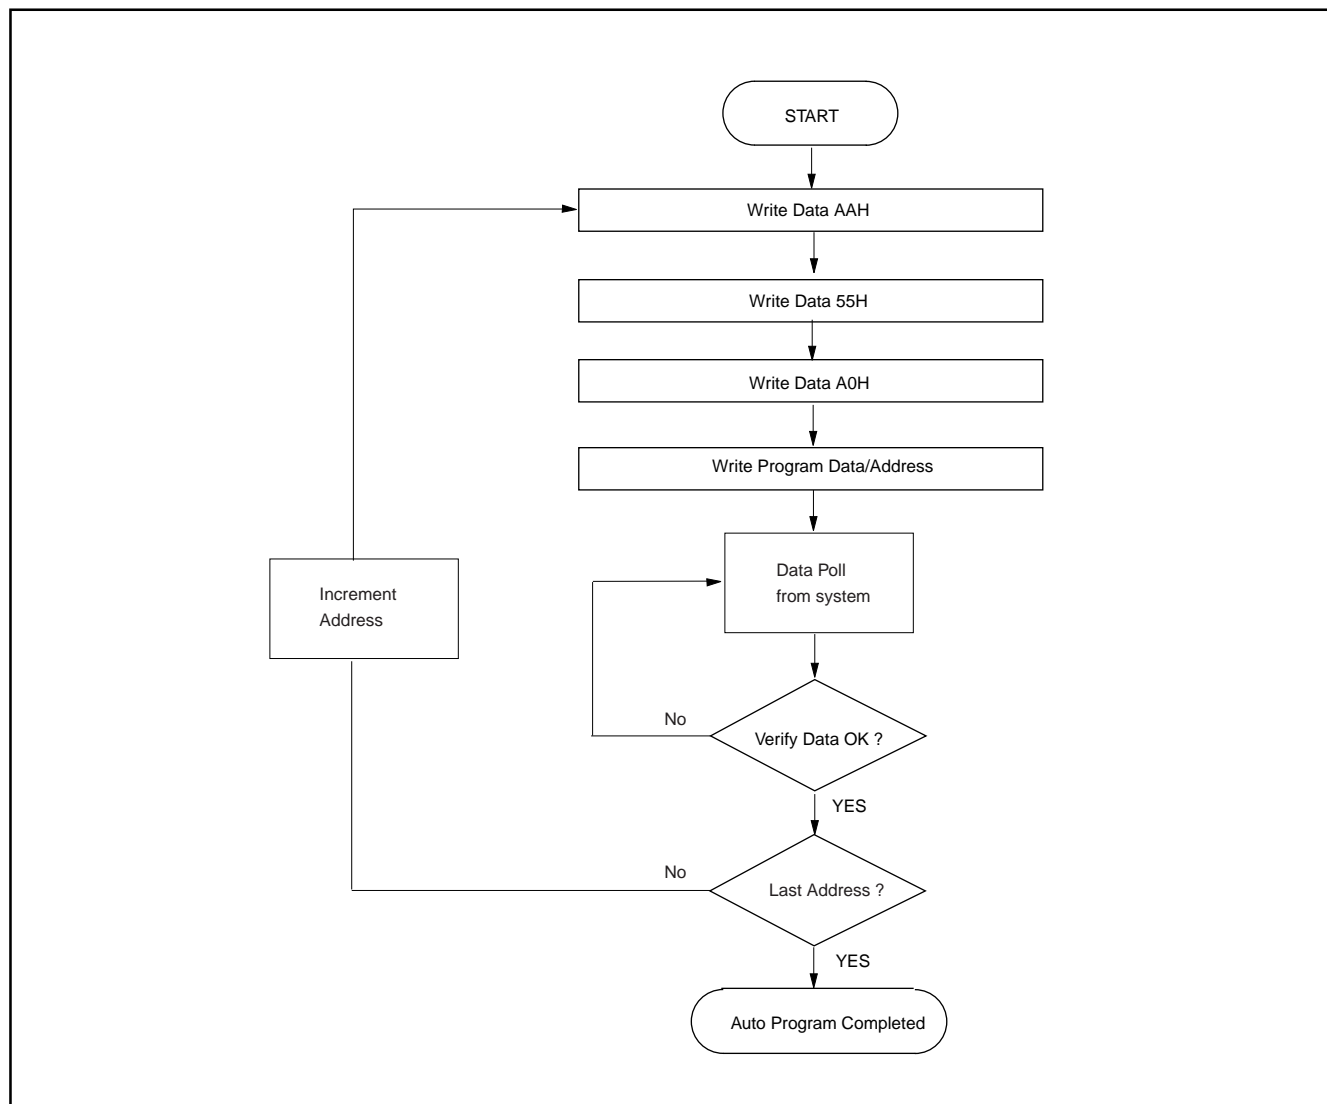 START
Write Data AAH
Write Data 55H
Write Data A0H
Write Program Data/Address
Data Poll
from system
Increment
Address
No
Verify Data OK ?
YES
No
Last Address ?
YES
Auto Program Completed